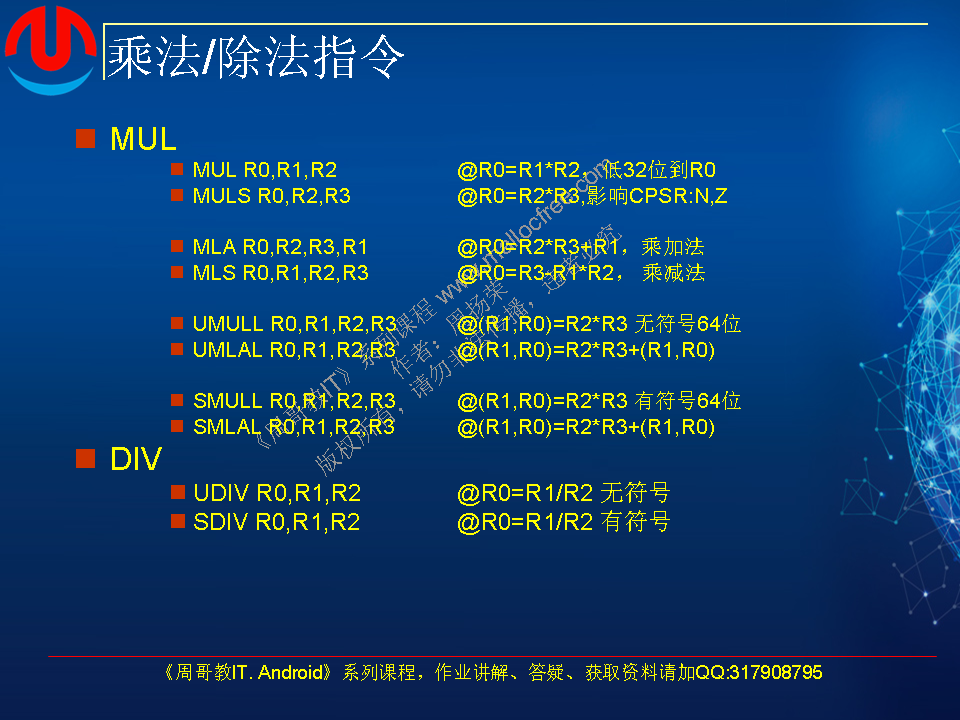 乘法/除法指令
MUL
MUL R0,R1,R2 @R0=R1*R2，低32位到R0
MULS R0,R2,R3 @R0=R2*R3,影响CPSR:N,Z
MLA R0,R2,R3,R1 @R0=R2*R3+R1，乘加法
MLS R0,R1,R2,R3 @R0=R3-R1*R2， 乘减法
UMULL R0,R1,R2,R3 @(R1,R0)=R2*R3 无符号64位
UMLAL R0,R1,R2,R3 @(R1,R0)=R2*R3+(R1,R0)
SMULL R0,R1,R2,R3 @(R1,R0)=R2*R3 有符号64位
SMLAL R0,R1,R2,R3 @(R1,R0)=R2*R3+(R1,R0)
DIV
UDIV R0,R1,R2 @R0=R1/R2 无符号
SDIV R0,R1,R2 @R0=R1/R2 有符号
《周哥教IT》系列课程 www.mallocfree.com
作者：周扬荣
版权所有，请勿非法传播，违者必究
《周哥教IT. Android》系列课程，作业讲解、答疑、获取资料请加QQ:317908795